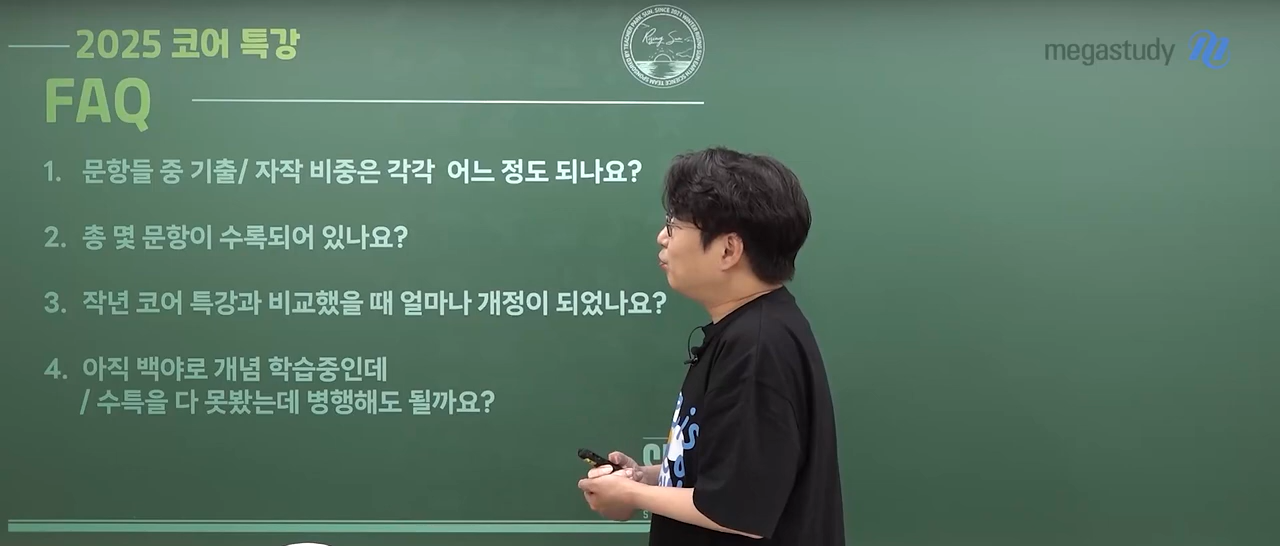 2025 코어 특강
megastudy
FAQ
1. 문항들 중 기출/ 자작 비중은 각각 어느 정도 되나요?
2. 총 몇 문항이 수록되어 있나요?
3. 작년 코어 특강과 비교했을 때 얼마나 개정이 되었나요?
4. 아직 백야로 개념 학습중인데
/ 수특을 다 못봤는데 병행해도 될까요?
is